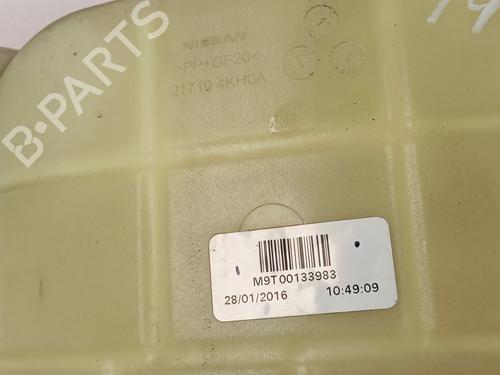 NISSAN
>PP+GF20<
21710 4KH0A
B-PARTS
M9T00133983
28/01/2016 10:49:09